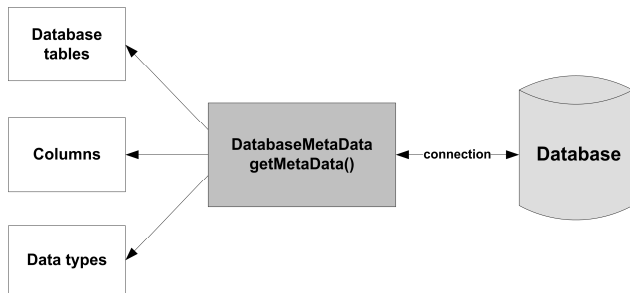 Database
tables
Columns
Data types
DatabaseMetaData
getMetaData()
connection
Database